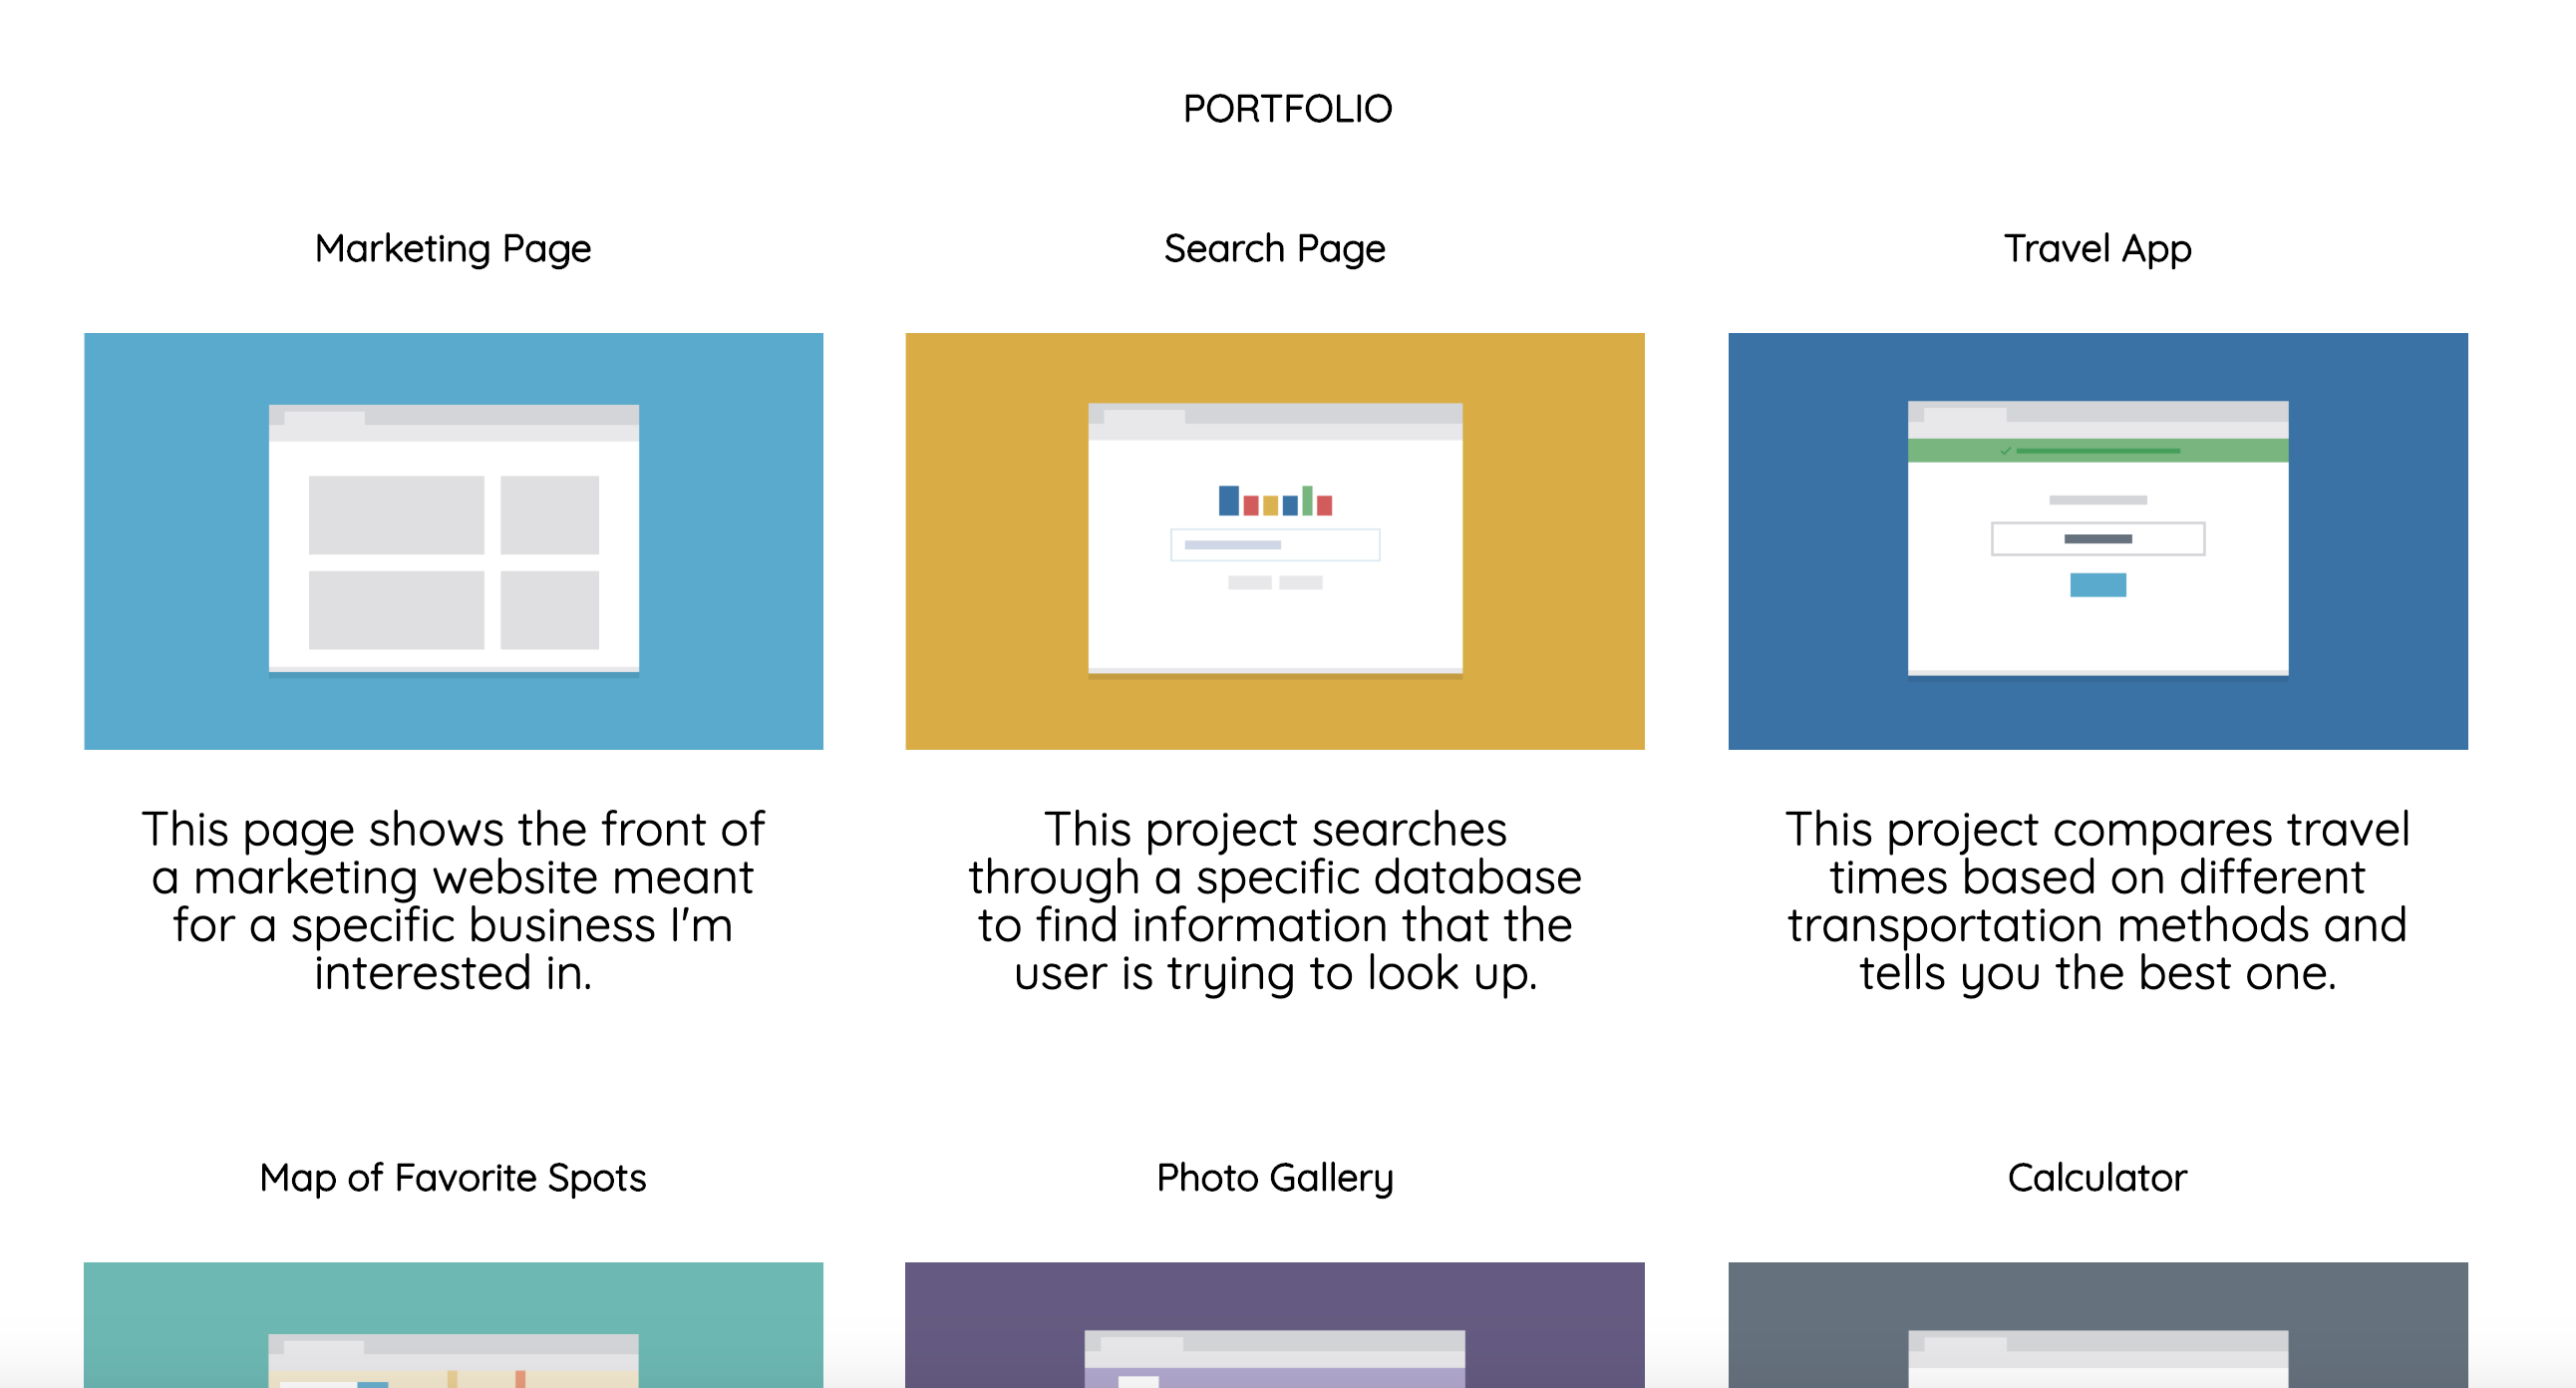 PORTFOLIO
Marketing Page
Search Page
Travel App
This page shows the front of
a marketing website meant
for a specific business I'm
interested in.
This project searches
through a specific database
to find information that the
user is trying to look up.
This project compares travel
times based on different
transportation methods and
tells you the best one.
Map of Favorite Spots
Photo Gallery
Calculator